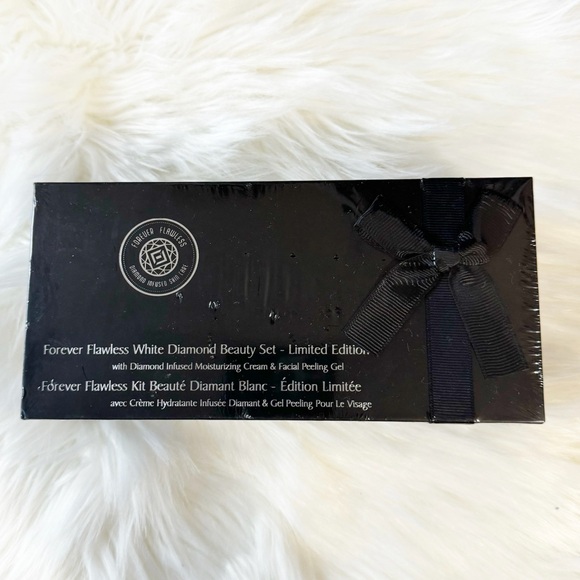 FOREVER FLAWLESS
DIAMOND INFUSED SKIN CARE
Forever Flawless White Diamond Beauty Set - Limited Edition
with Diamond Infused Moisturizing Cream & Facial Peeling Gel
Forever Flawless Kit Beauté Diamant Blanc - Édition Limitée
avec Crème Hydratante Infusée Diamant & Gel Peeling Pour Le Visage